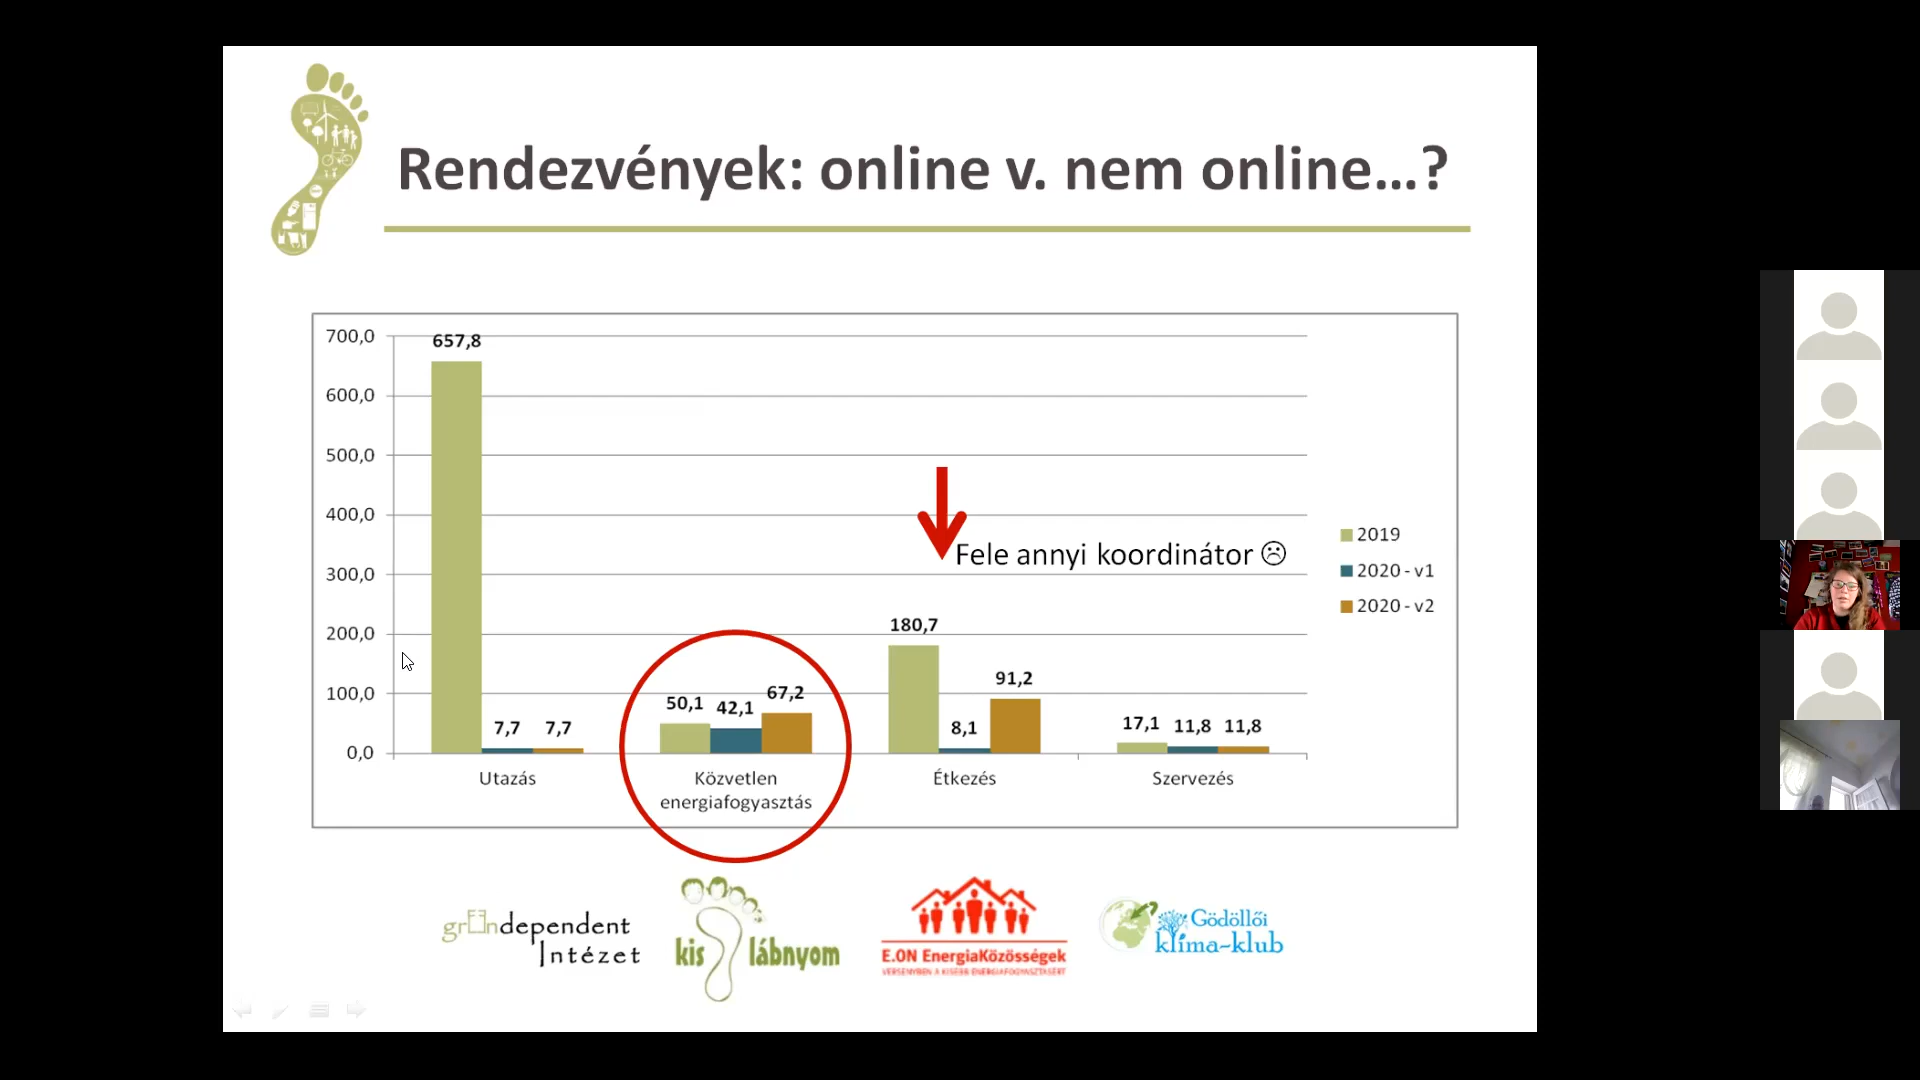 Rendezvények: online v. nem online...?
700,0
600,0
500,0
400,0
300,0
200,0
100,0
0,0
657,8
7,7
7,7
50,1
42,1
67,2
180,7
8,1
91,2
17,1
11,8
11,8
Fele annyi koordinátor ☹
2019
2020 - v1
2020 - v2
Utazás
Közvetlen
energiafogyasztás
Étkezés
Szervezés
gründependent
Intézet
kis lábnyom
E.ON EnergiaKözösségek
VERSENYBEN A KISEBB ENERGIAFOGYASZTÁSÉRT
Gödöllői
klíma-klub